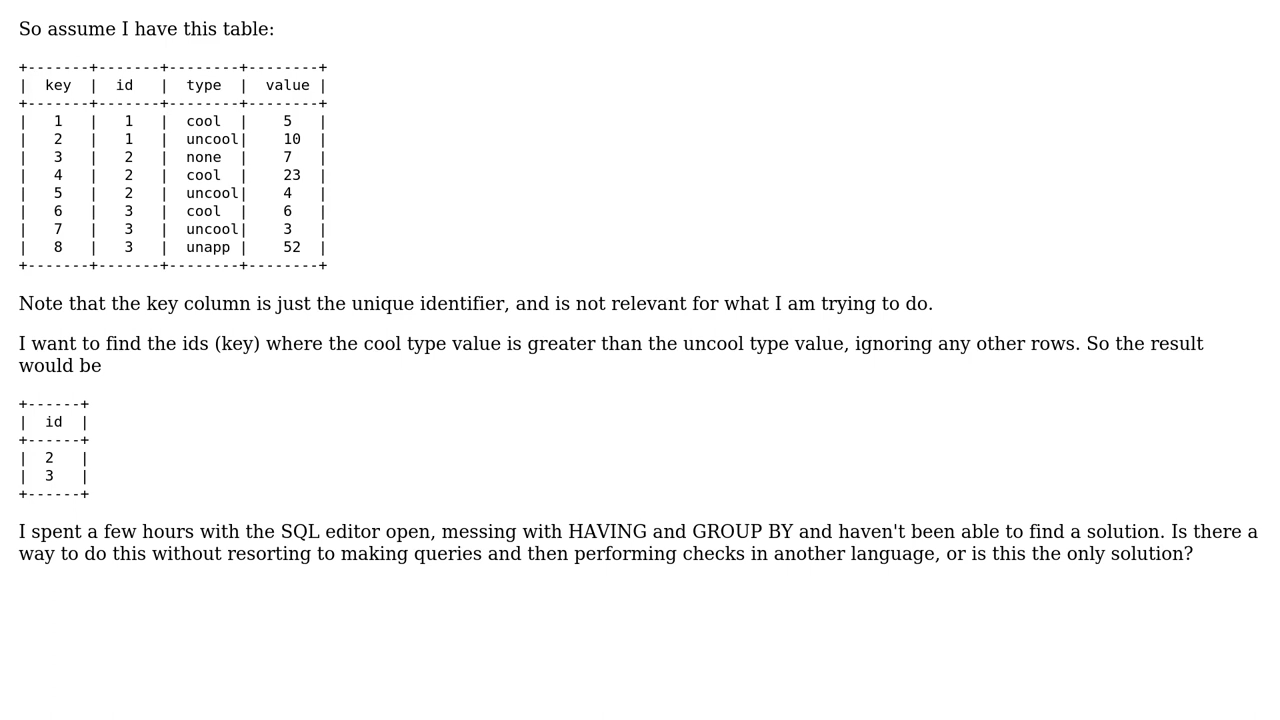 So assume I have this table:
+-------+-------+--------+--------+
|  key  |  id   |  type  |  value |
+-------+-------+--------+--------+
|   1   |   1   |  cool  |    5   |
|   2   |   1   |  uncool|    10  |
|   3   |   2   |  none  |    7   |
|   4   |   2   |  cool  |    23  |
|   5   |   2   |  uncool|    4   |
|   6   |   3   |  cool  |    6   |
|   7   |   3   |  uncool|    3   |
|   8   |   3   |  unapp |    52  |
+-------+-------+--------+--------+
Note that the key column is just the unique identifier, and is not relevant for what I am trying to do.
I want to find the ids (key) where the cool type value is greater than the uncool type value, ignoring any other rows. So the result
would be
+------+
|  id  |
+------+
|  2   |
|  3   |
+------+
I spent a few hours with the SQL editor open, messing with HAVING and GROUP BY and haven't been able to find a solution. Is there a
way to do this without resorting to making queries and then performing checks in another language, or is this the only solution?